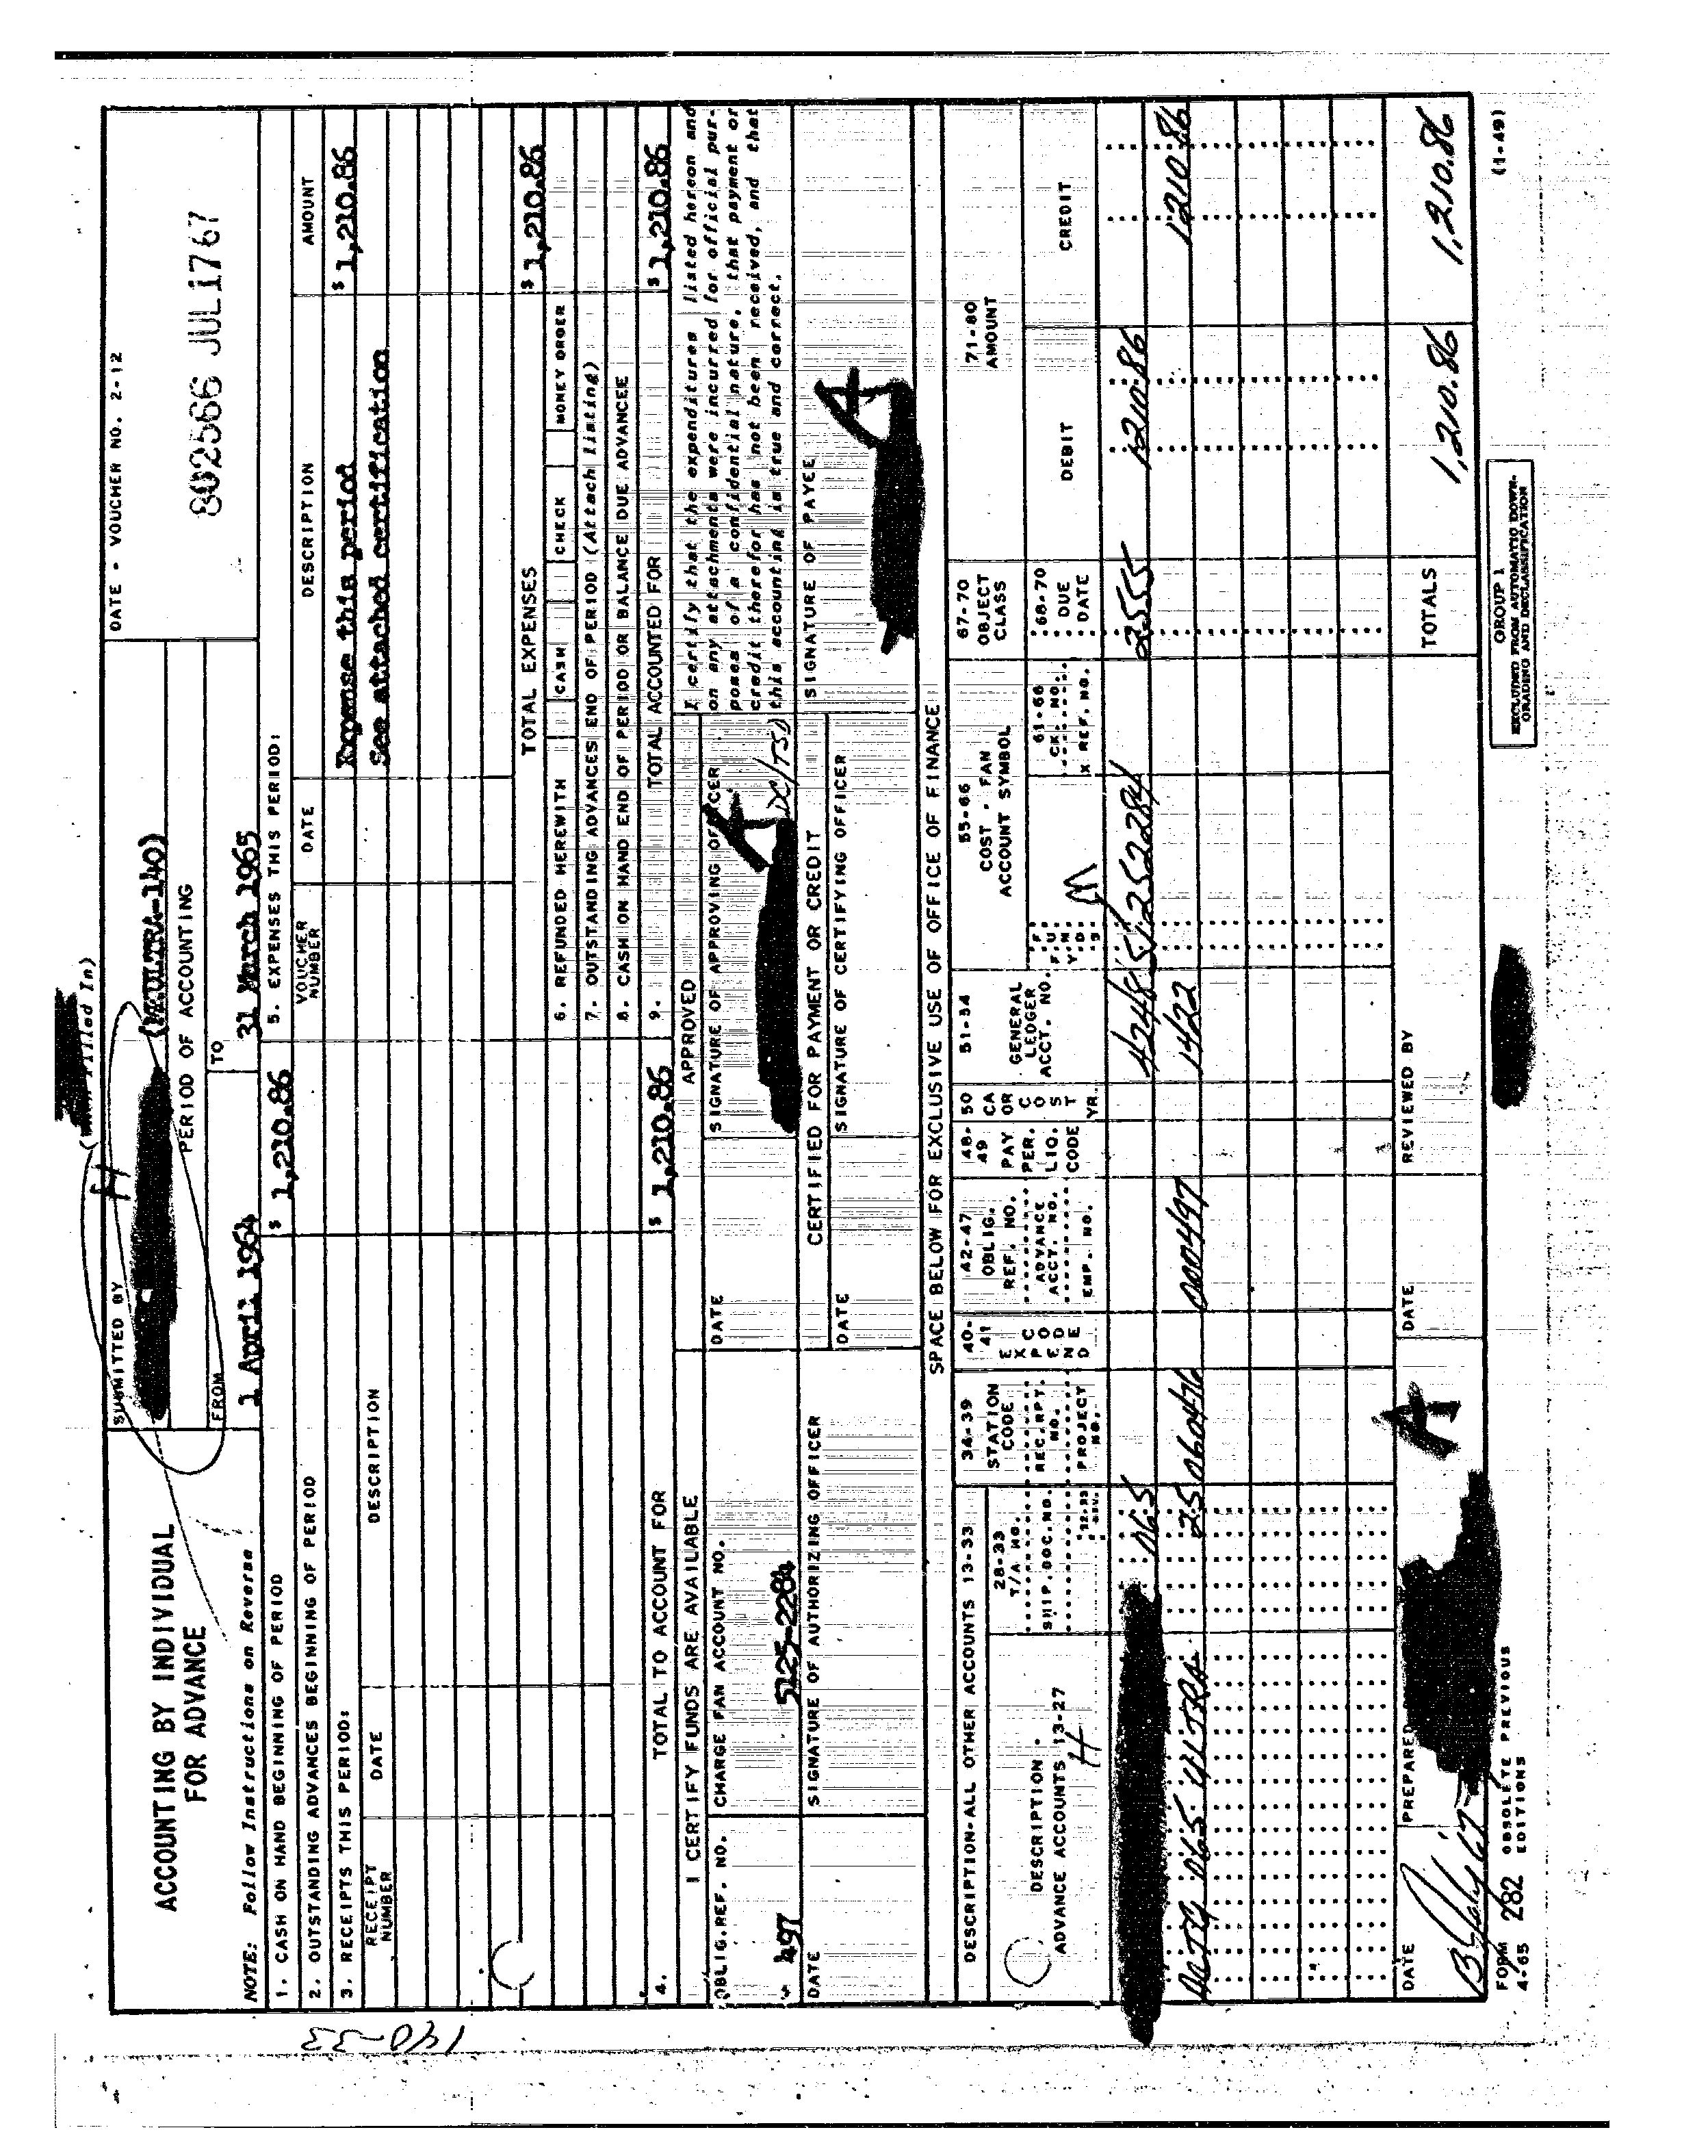 (When Filled In)
ACCOUNTING BY INDIVIDUAL
FOR ADVANCE
SUBMITTED BY
H
(MKULTRA-140)
PERIOD OF ACCOUNTING
FROM
1 April 1964
TO
31 March 1965
DATE - VOUCHER NO. 2-12
802566 JUL 17 67
NOTE: Follow Instructions on Reverse
1. CASH ON HAND BEGINNING OF PERIOD
$ 1,210.86
2. OUTSTANDING ADVANCES BEGINNING OF PERIOD
3. RECEIPTS THIS PERIOD:
RECEIPT NUMBER
DATE
DESCRIPTION
5. EXPENSES THIS PERIOD:
VOUCHER NUMBER
DATE
DESCRIPTION
AMOUNT
Expense this period
$ 1,210.86
See attached certification
TOTAL EXPENSES
$ 1,210.86
6. REFUNDED HEREWITH
CASH
CHECK
MONEY ORDER
7. OUTSTANDING ADVANCES END OF PERIOD (Attach listing)
8. CASH ON HAND END OF PERIOD OR BALANCE DUE ADVANCEE
4. TOTAL TO ACCOUNT FOR
$ 1,210.86
9. TOTAL ACCOUNTED FOR
$ 1,210.86
I CERTIFY FUNDS ARE AVAILABLE
OBLIG.REF. NO.
497
CHARGE FAN ACCOUNT NO.
5125-2284
DATE
SIGNATURE OF AUTHORIZING OFFICER
APPROVED
DATE
SIGNATURE OF APPROVING OFFICER
A
DC/TSD
CERTIFIED FOR PAYMENT OR CREDIT
DATE
SIGNATURE OF CERTIFYING OFFICER
I certify that the expenditures listed hereon and
on any attachments were incurred for official pur-
poses of a confidential nature, that payment or
credit therefor has not been received, and that
this accounting is true and correct.
SIGNATURE OF PAYEE
A
SPACE BELOW FOR EXCLUSIVE USE OF OFFICE OF FINANCE
DESCRIPTION-ALL OTHER ACCOUNTS 13-33
DESCRIPTION -
ADVANCE ACCOUNTS 13-27
H
28-33
T/A NO.
SHIP. DOC. NO.
34-39
STATION CODE
REC. RPT. NO.
PROJECT NO.
40-41
EXPEND CODE
42-47
OBLIG. REF. NO.
ADVANCE ACCT. NO.
EMP. NO.
48-49
PAY PER. LIQ. CODE
50
CA OR COST YR.
51-54
GENERAL LEDGER ACCT. NO.
55-66
COST - FAN ACCOUNT SYMBOL
61-66
CK. NO.
X REF. NO.
67-70
OBJECT CLASS
68-70
DUE DATE
71-80
AMOUNT
DEBIT
CREDIT
065
4248
51252284
2555
1210.86
065 ULTRA
25
060476
000497
1422
1210.86
TOTALS
1,210.86
1,210.86
DATE
13 July 67
PREPARED
A
DATE
REVIEWED BY
FORM 282
4-65
OBSOLETE PREVIOUS EDITIONS
GROUP 1
EXCLUDED FROM AUTOMATIC DOWN-
GRADING AND DECLASSIFICATION
(1-49)
140-33